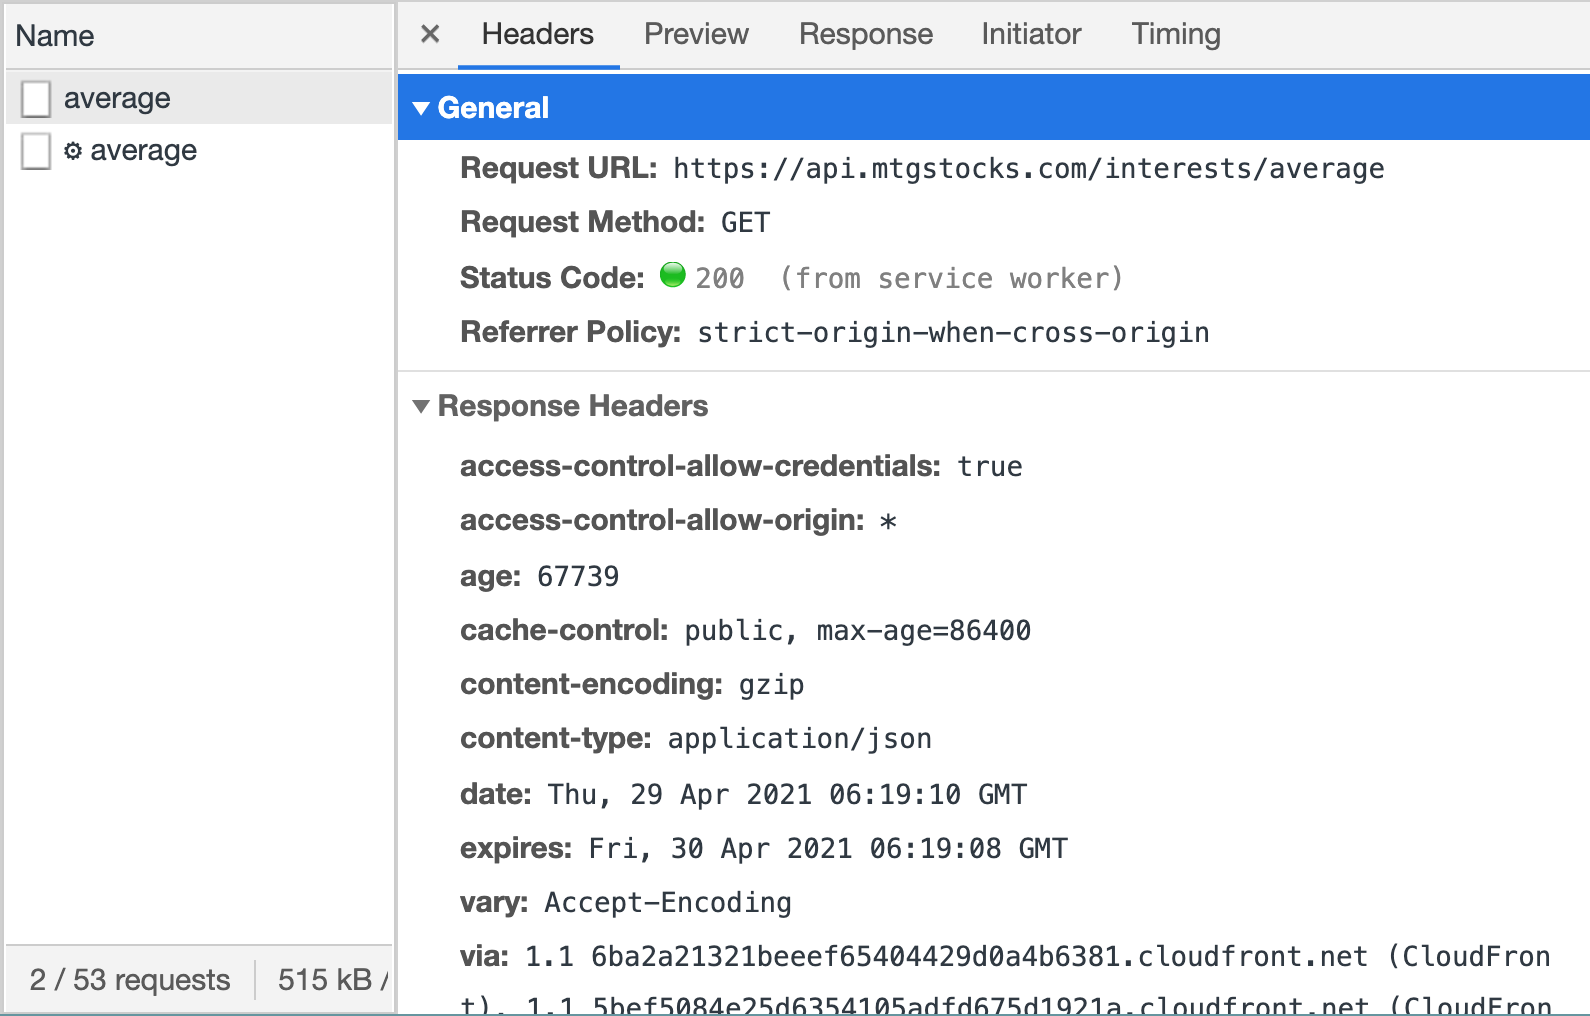 Name
average
⚙ average
2 / 53 requests
515 kB /
× Headers Preview Response Initiator Timing
▼ General
Request URL: https://api.mtgstocks.com/interests/average
Request Method: GET
Status Code: 200 (from service worker)
Referrer Policy: strict-origin-when-cross-origin
▼ Response Headers
access-control-allow-credentials: true
access-control-allow-origin: *
age: 67739
cache-control: public, max-age=86400
content-encoding: gzip
content-type: application/json
date: Thu, 29 Apr 2021 06:19:10 GMT
expires: Fri, 30 Apr 2021 06:19:08 GMT
vary: Accept-Encoding
via: 1.1 6ba2a21321beeef65404429d0a4b6381.cloudfront.net (CloudFron
t), 1.1 5bef5084e25d6354105adfd675d1921a.cloudfront.net (CloudFron